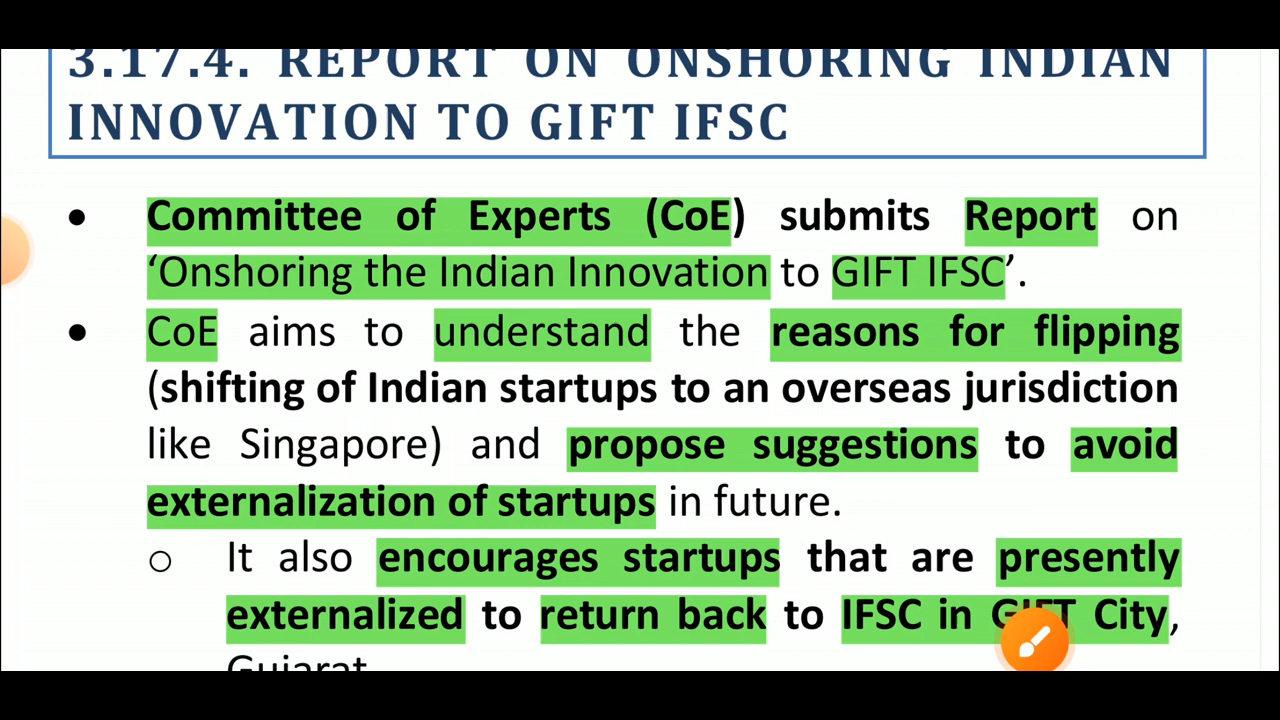 3.17.4. REPORT ON ONSHORING INDIAN
INNOVATION TO GIFT IFSC
• Committee of Experts (CoE) submits Report on
‘Onshoring the Indian Innovation to GIFT IFSC’.
• CoE aims to understand the reasons for flipping
(shifting of Indian startups to an overseas jurisdiction
like Singapore) and propose suggestions to avoid
externalization of startups in future.
o It also encourages startups that are presently
externalized to return back to IFSC in GIFT City,
Gujarat